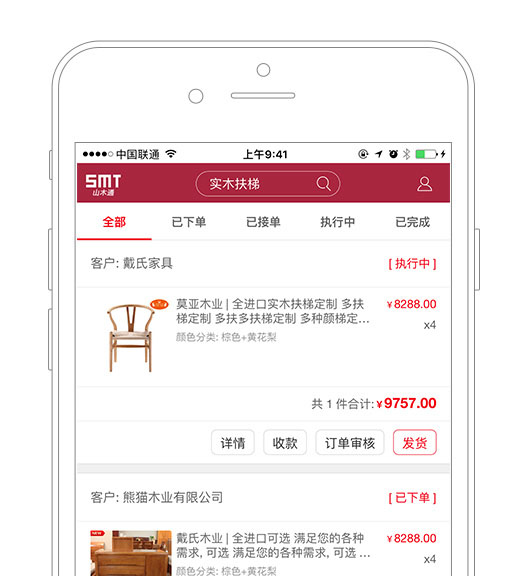 中国联通 上午9:41
SMT
山木通
实木扶梯
全部 已下单 已接单 执行中 已完成
客户: 戴氏家具 [ 执行中 ]
莫亚木业 | 全进口实木扶梯定制 多扶 ¥8288.00
梯定制 多扶多扶梯定制 多种颜梯定... x4
颜色分类: 棕色+黄花梨
共 1 件合计:¥9757.00
详情 收款 订单审核 发货
客户: 熊猫木业有限公司 [ 已下单 ]
NEW
戴氏木业 | 全进口可选 满足您的各种 ¥8288.00
需求, 可选 满足您的各种需求, 可选 ... x4
颜色分类: 棕色+黄花梨